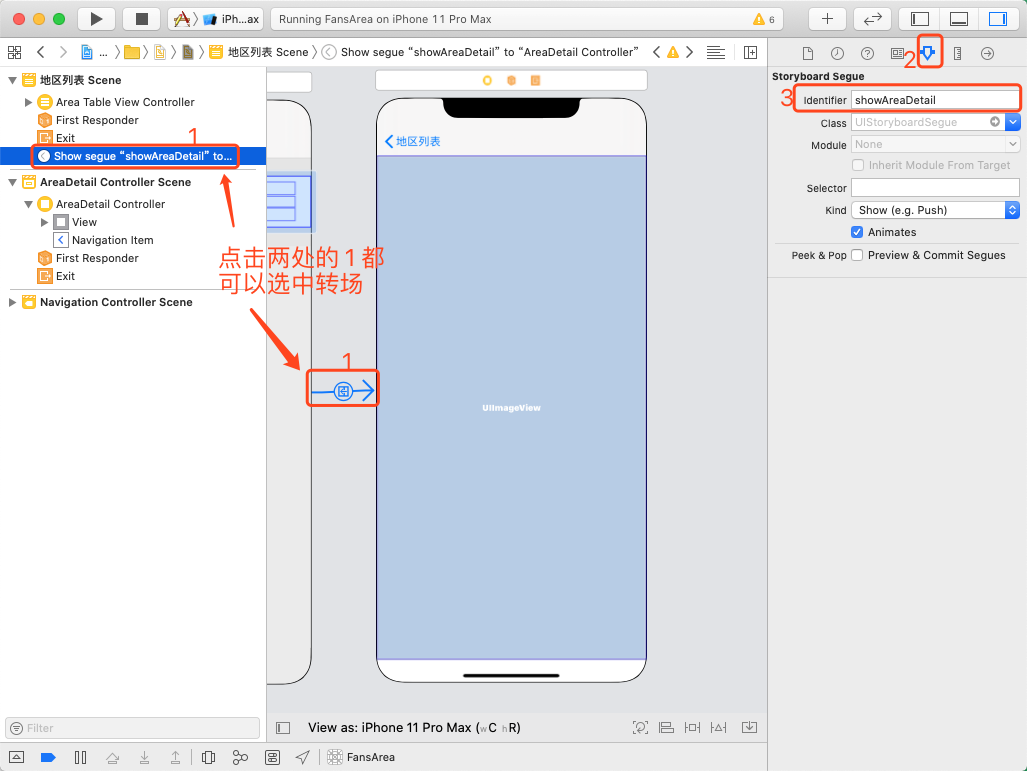 iPh...ax
Running FansArea on iPhone 11 Pro Max
6
...
地区列表 Scene
Show segue “showAreaDetail” to “AreaDetail Controller”
地区列表 Scene
Area Table View Controller
First Responder
Exit
1
Show segue “showAreaDetail” to...
AreaDetail Controller Scene
AreaDetail Controller
View
Navigation Item
First Responder
Exit
Navigation Controller Scene
Filter
点击两处的 1 都
可以选中转场
1
地区列表
UIImageView
View as: iPhone 11 Pro Max (wC hR)
FansArea
2
Storyboard Segue
3
Identifier showAreaDetail
Class UIStoryboardSegue
Module None
Inherit Module From Target
Selector
Kind Show (e.g. Push)
Animates
Peek & Pop Preview & Commit Segues